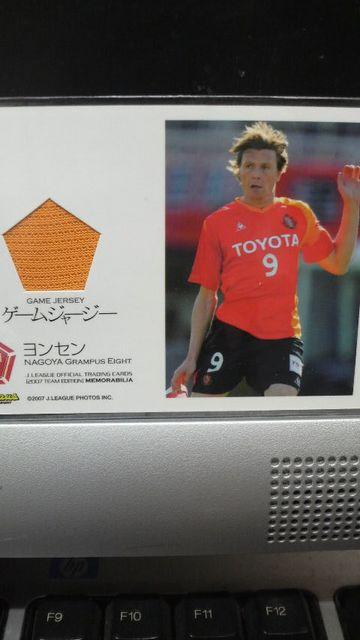 TOYOTA
9
9
GAME JERSEY
ゲームジャージー
ヨンセン
NAGOYA GRAMPUS EIGHT
J.LEAGUE OFFICIAL TRADING CARDS
[2007 TEAM EDITION] MEMORABILIA
©2007 J.LEAGUE PHOTOS INC.
hp
F9 F10 F11 F12